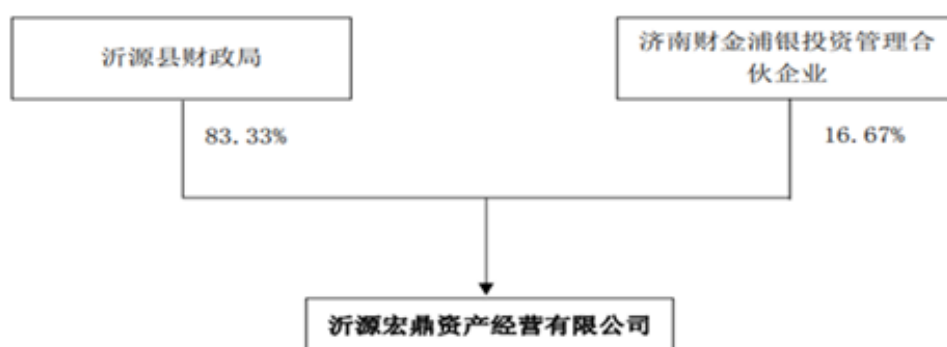 沂源县财政局
济南财金浦银投资管理合
伙企业
83.33%
16.67%
沂源宏鼎资产经营有限公司